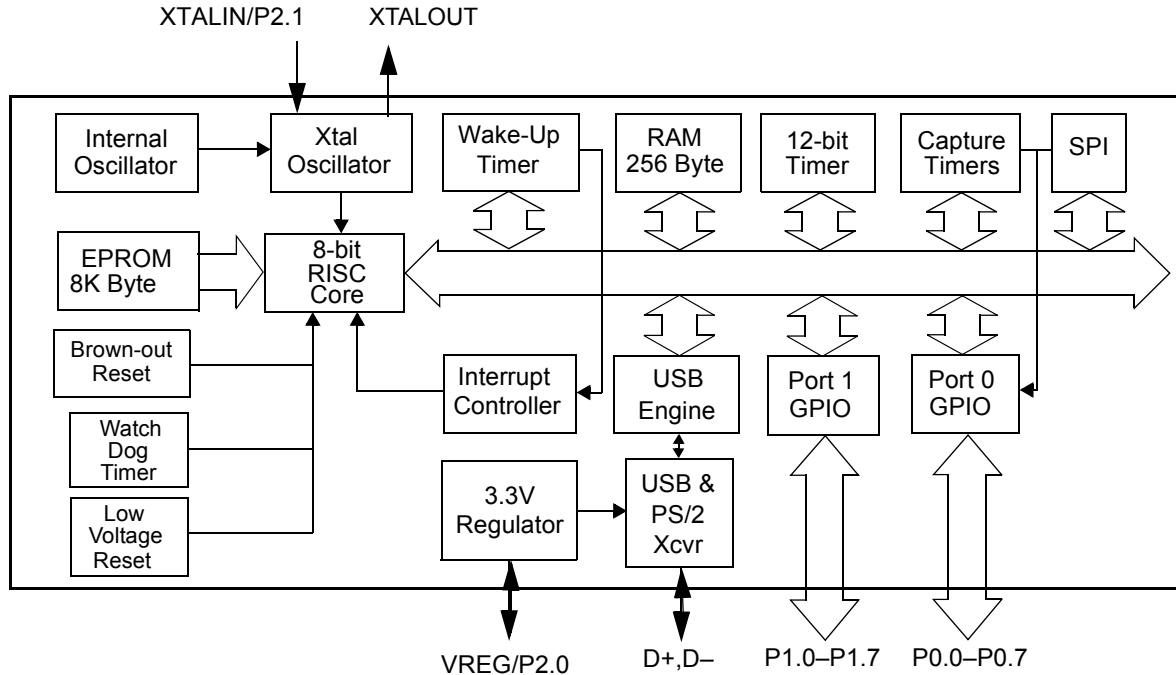 XTALIN/P2.1
XTALOUT
Internal
Oscillator
Xtal
Oscillator
Wake-Up
Timer
RAM
256 Byte
12-bit
Timer
Capture
Timers
SPI
EPROM
8K Byte
8-bit
RISC
Core
Brown-out
Reset
Watch
Dog
Timer
Low
Voltage
Reset
Interrupt
Controller
USB
Engine
Port 1
GPIO
Port 0
GPIO
3.3V
Regulator
USB &
PS/2
Xcvr
VREG/P2.0
D+,D–
P1.0–P1.7
P0.0–P0.7